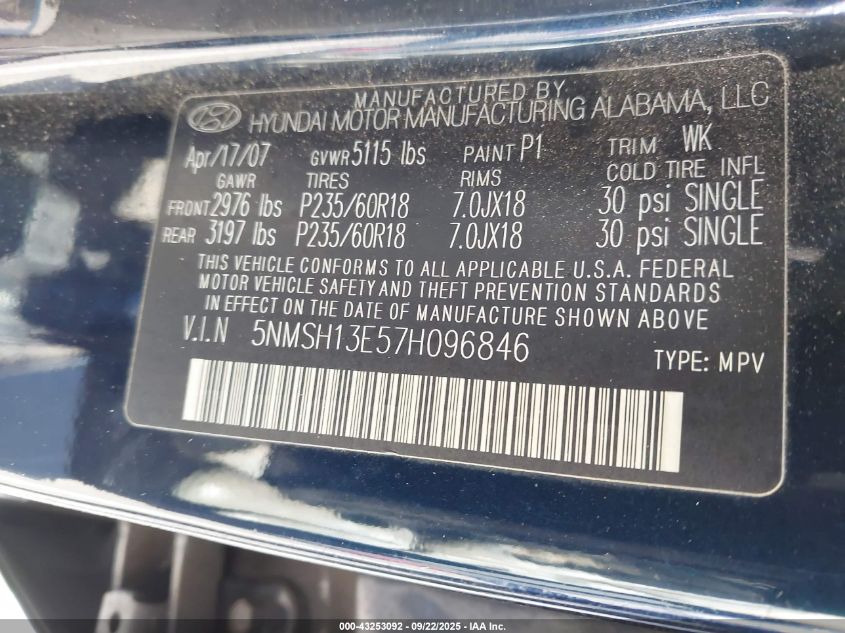 MANUFACTURED BY
HYUNDAI MOTOR MANUFACTURING ALABAMA, LLC
Apr/17/07 GVWR 5115 lbs PAINT P1 TRIM WK
GAWR TIRES RIMS COLD TIRE INFL
FRONT 2976 lbs P235/60R18 7.0JX18 30 psi SINGLE
REAR 3197 lbs P235/60R18 7.0JX18 30 psi SINGLE
THIS VEHICLE CONFORMS TO ALL APPLICABLE U.S.A. FEDERAL
MOTOR VEHICLE SAFETY AND THEFT PREVENTION STANDARDS
IN EFFECT ON THE DATE OF MANUFACTURE SHOWN ABOVE
V.I.N 5NMSH13E57H096846
TYPE: MPV
000-43253092 - 09/22/2025 - IAA Inc.